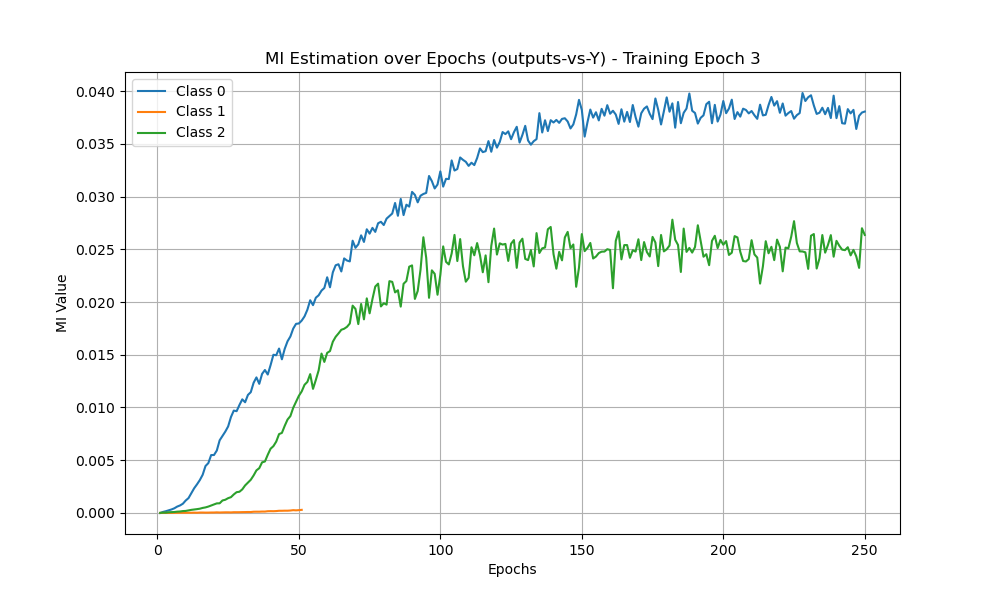 MI Estimation over Epochs (outputs-vs-Y) - Training Epoch 3
Class 0
Class 1
Class 2
0.040
0.035
0.030
0.025
0.020
0.015
0.010
0.005
0.000
MI Value
0 50 100 150 200 250
Epochs